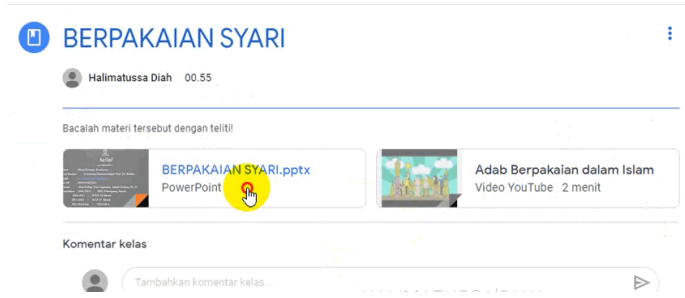 BERPAKAIAN SYARI
Halimatussa Diah 00.55
Bacalah materi tersebut dengan teliti!
BERPAKAIAN SYARI.pptx
PowerPoint
Adab Berpakaian dalam Islam
Video YouTube 2 menit
Komentar kelas
Tambahkan komentar kelas...